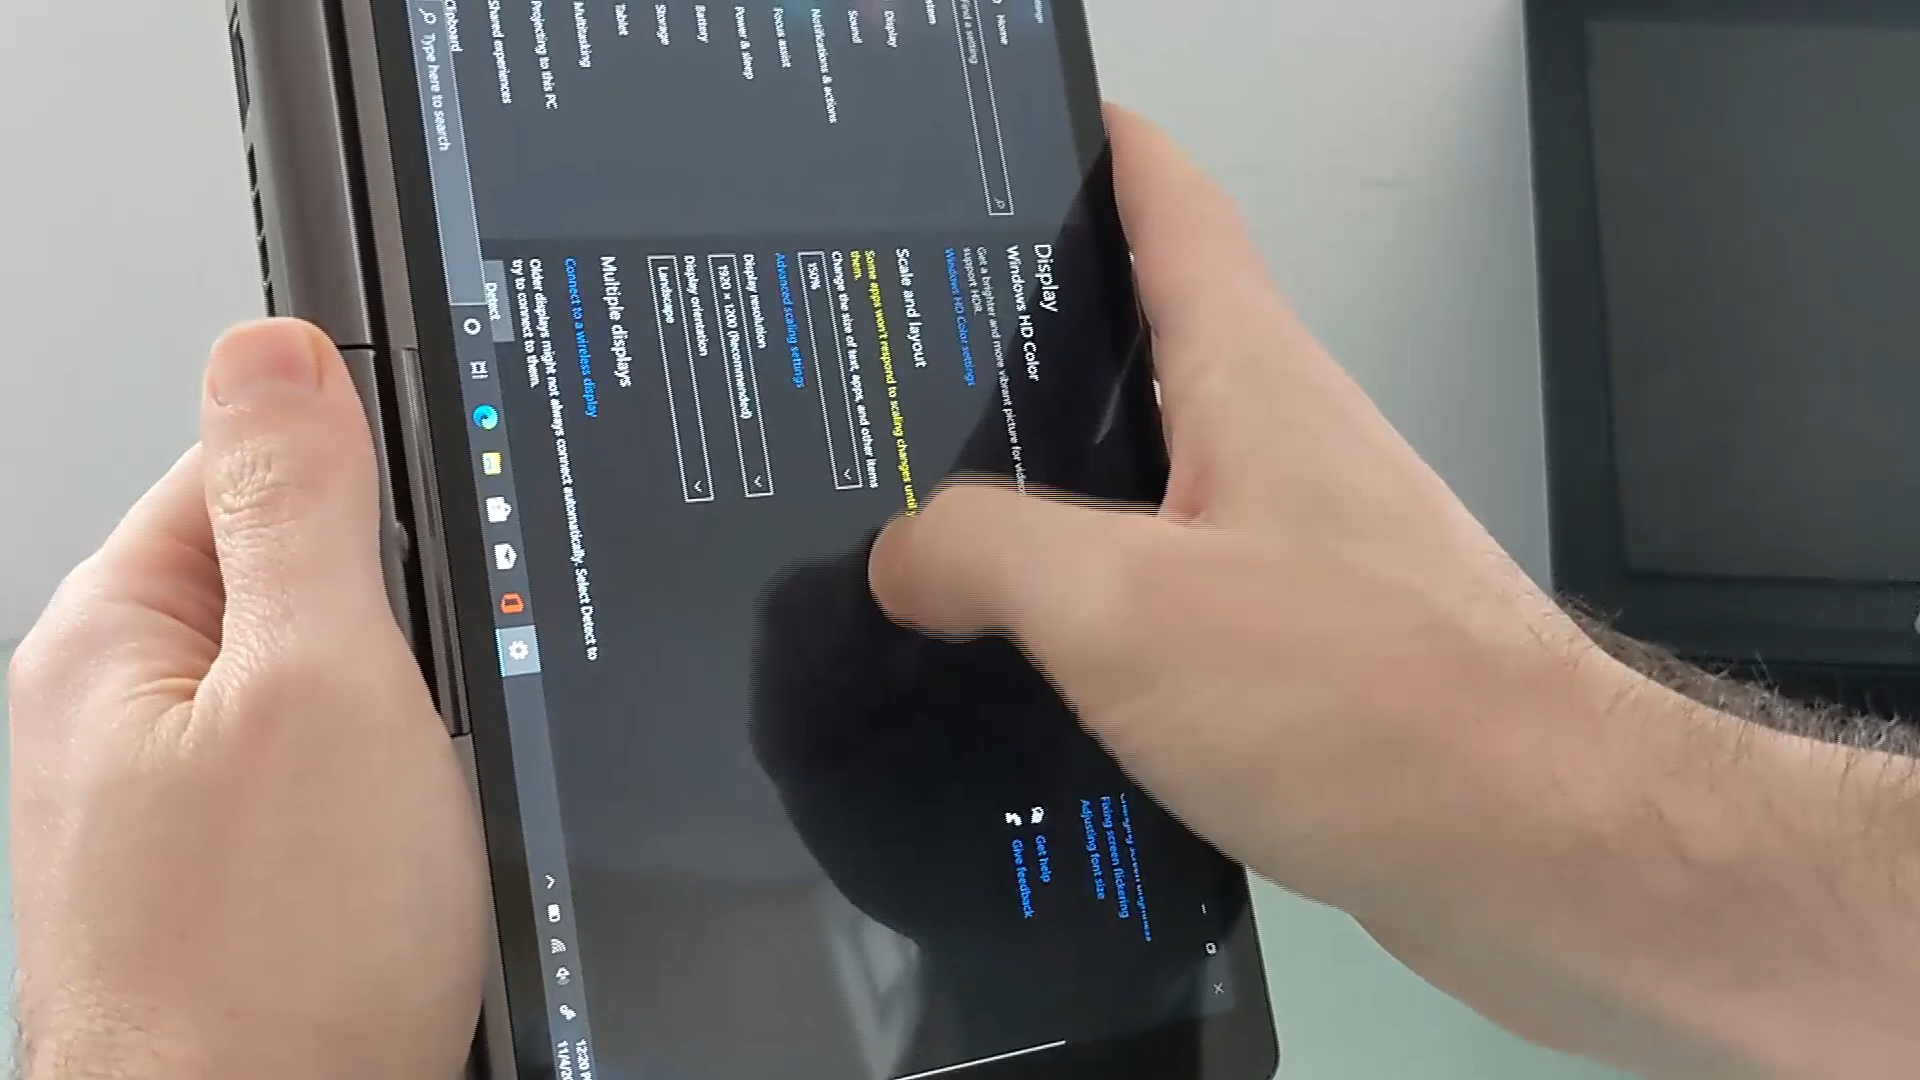 Home
Find a setting
Display
Sound
Notifications & actions
Focus assist
Power & sleep
Battery
Storage
Tablet
Multitasking
Projecting to this PC
Shared experiences
Clipboard
Display
Windows HD Color
Get a brighter and more vibrant picture for
support HDR.
Windows HD Color settings
Scale and layout
Some apps won't respond to scaling changes until
them.
Change the size of text, apps, and other items
150%
Advanced scaling settings
Display resolution
1920 × 1200 (Recommended)
Display orientation
Landscape
Multiple displays
Connect to a wireless display
Older displays might not always connect automatically. Select Detect to
try to connect to them.
Detect
Fixing screen flickering
Adjusting font size
Get help
Give feedback
Type here to search
12:20
11/4/20